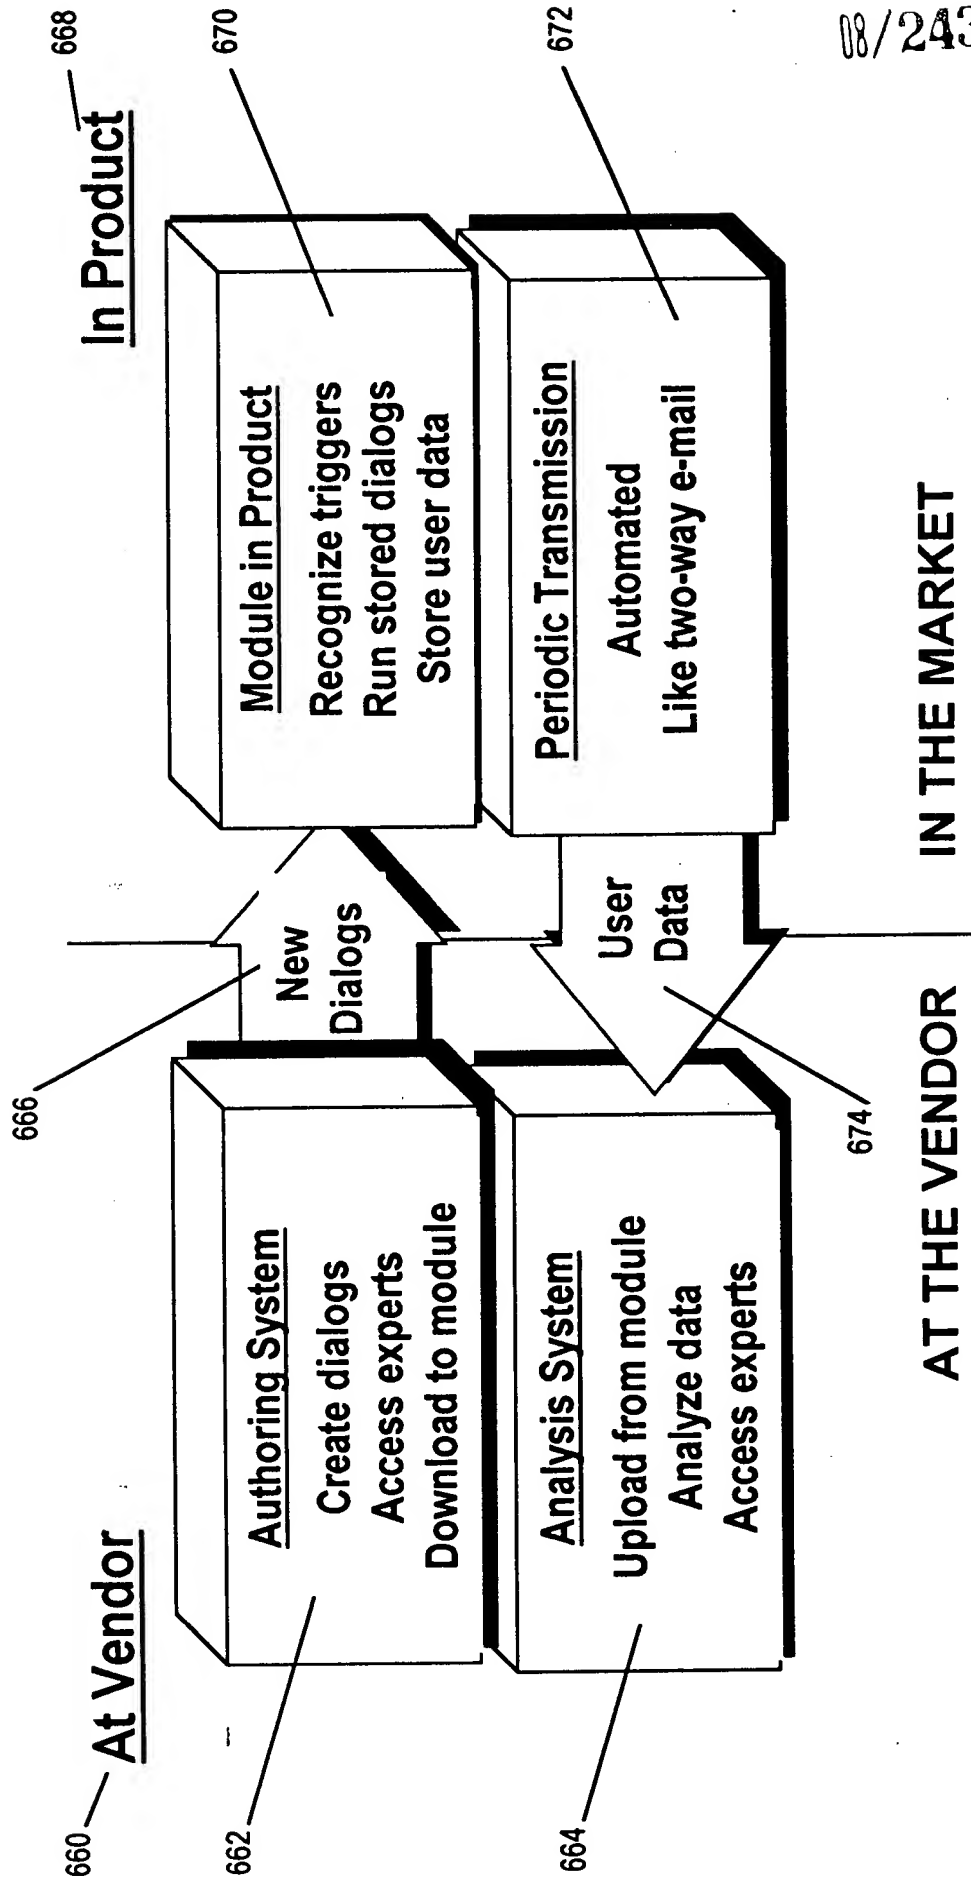 660
At Vendor
668
In Product
662
Authoring System
Create dialogs
Access experts
Download to module
666
New
Dialogs
670
Module in Product
Recognize triggers
Run stored dialogs
Store user data
664
Analysis System
Upload from module
Analyze data
Access experts
674
User
Data
672
Periodic Transmission
Automated
Like two-way e-mail
AT THE VENDOR
IN THE MARKET
08/243